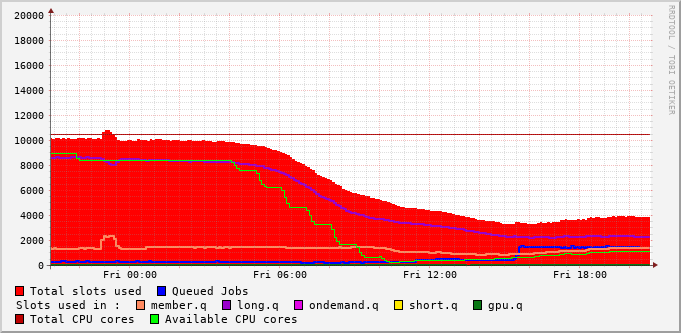 20000
18000
16000
14000
12000
10000
8000
6000
4000
2000
0
Fri 00:00 Fri 06:00 Fri 12:00 Fri 18:00
RRDTOOL / TOBI OETIKER
Total slots used Queued Jobs
Slots used in : member.q long.q ondemand.q short.q gpu.q
Total CPU cores Available CPU cores